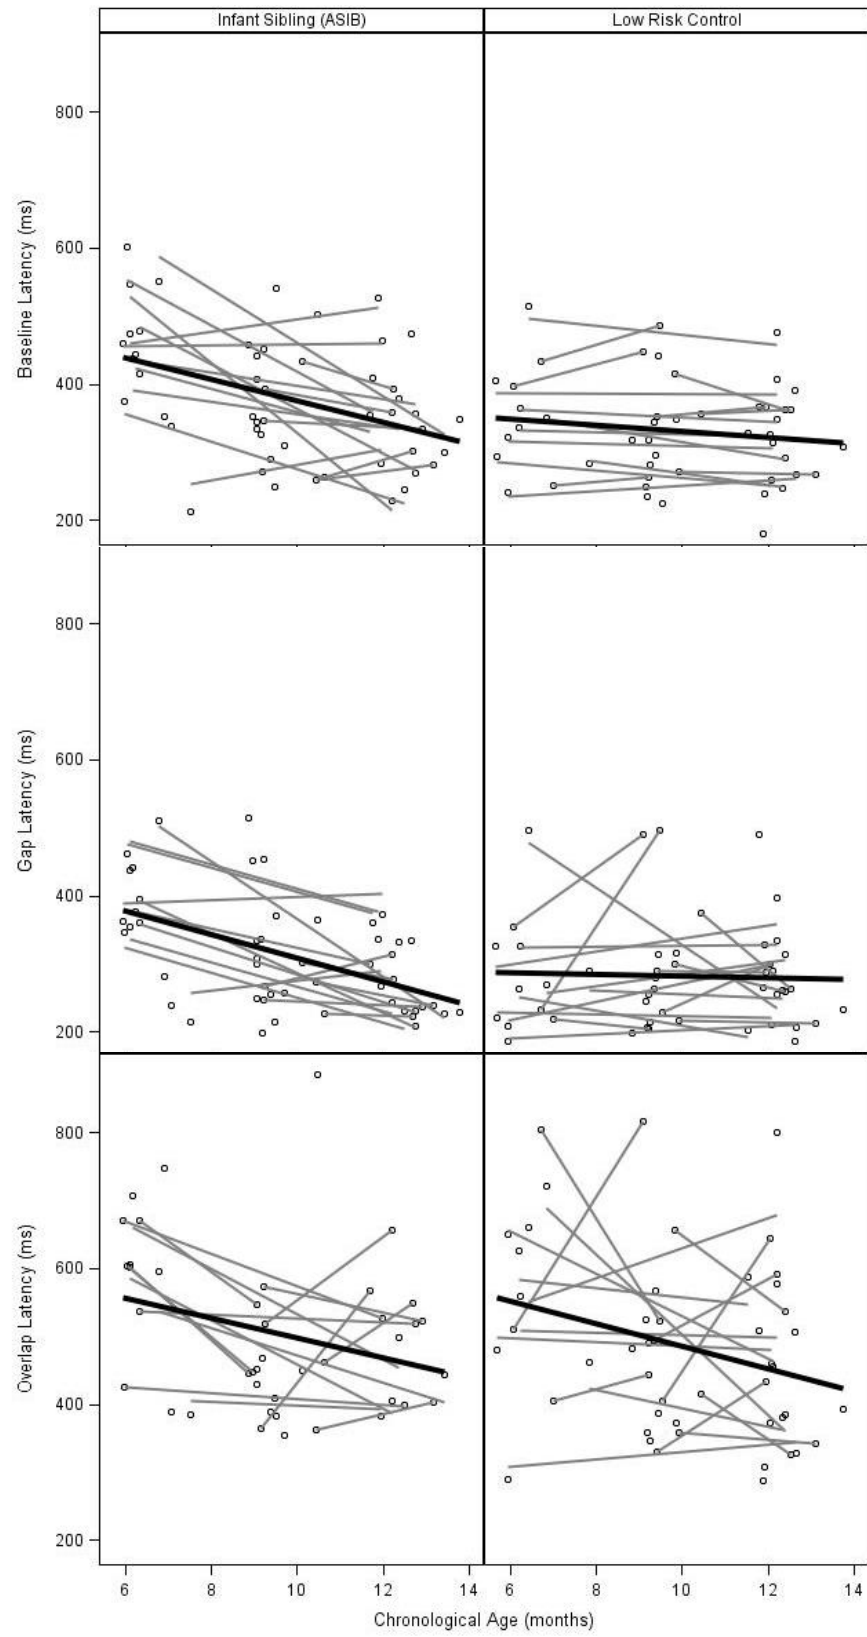 Infant Sibling (ASIB)
Low Risk Control
Baseline Latency (ms)
800
600
400
200
Gap Latency (ms)
800
600
400
200
Overlap Latency (ms)
800
600
400
200
6 8 10 12 14 6 8 10 12 14
Chronological Age (months)